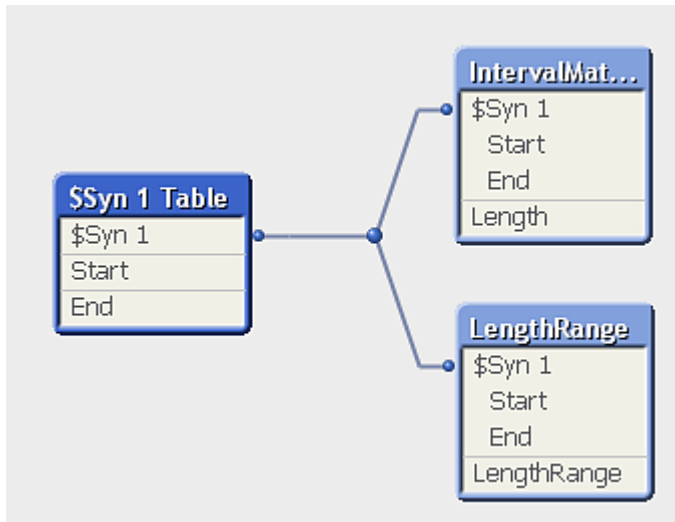 $Syn 1 Table
$Syn 1
Start
End
IntervalMat...
$Syn 1
Start
End
Length
LengthRange
$Syn 1
Start
End
LengthRange